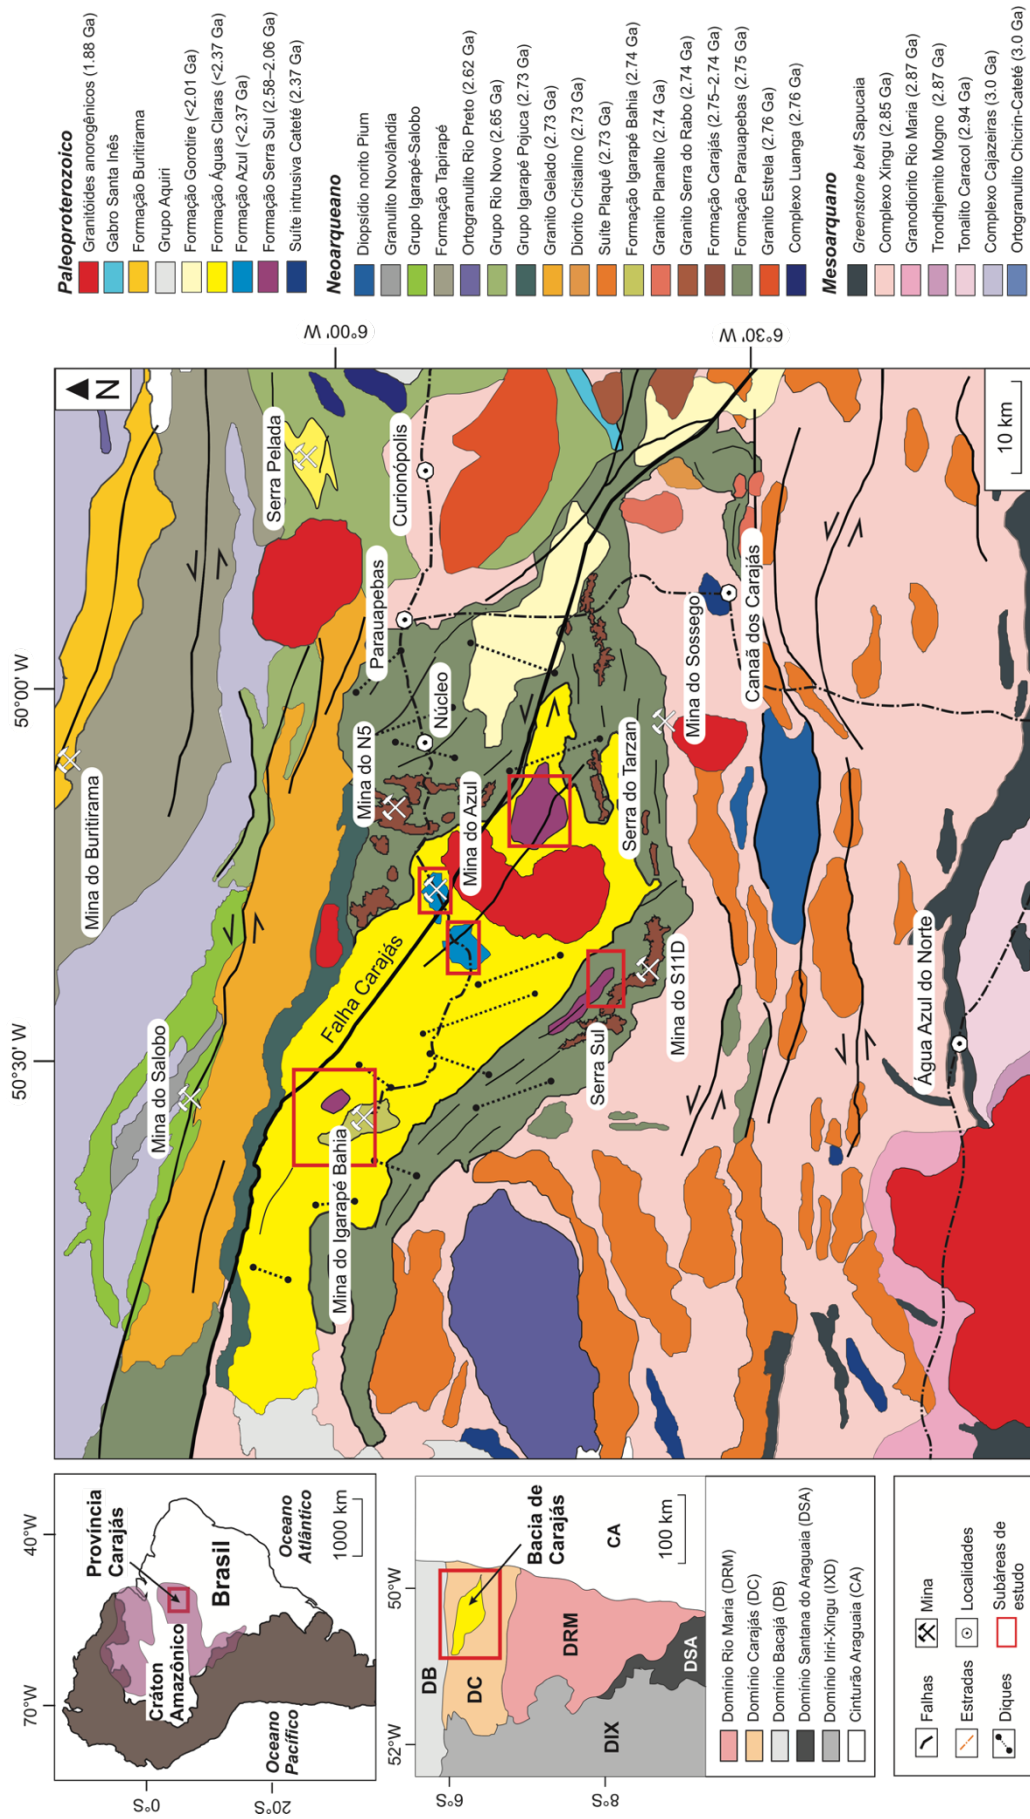 70°W
40°W
0°S
20°S
Província
Carajás
Cráton
Amazônico
Brasil
Oceano
Pacífico
Oceano
Atlântico
1000 km
52°W
50°W
6°S
8°S
DB
DC
DRM
DIX
DSA
CA
Bacia de
Carajás
100 km
Domínio Rio Maria (DRM)
Domínio Carajás (DC)
Domínio Bacajá (DB)
Domínio Santana do Araguaia (DSA)
Domínio Iriri-Xingu (IXD)
Cinturão Araguaia (CA)
Falhas
Mina
Estradas
Localidades
Diques
Subáreas de
estudo
50°30' W
50°00' W
N
6°00' W
6°30' W
10 km
Mina do Buritirama
Mina do Salobo
Serra Pelada
Curionópolis
Parauapebas
Núcleo
Mina do N5
Mina do Azul
Falha Carajás
Mina do Igarapé Bahia
Serra Sul
Mina do S11D
Serra do Tarzan
Mina do Sossego
Canaã dos Carajás
Água Azul do Norte
Paleoproterozoico
Granitóides anorogênicos (1.88 Ga)
Gabro Santa Inês
Formação Buritirama
Grupo Aquiri
Formação Gorotire (<2.01 Ga)
Formação Águas Claras (<2.37 Ga)
Formação Azul (<2.37 Ga)
Formação Serra Sul (2.58–2.06 Ga)
Suíte intrusiva Cateté (2.37 Ga)
Neoarqueano
Diopsídio norito Pium
Granulito Novolândia
Grupo Igarapé-Salobo
Formação Tapirapé
Ortogranulito Rio Preto (2.62 Ga)
Grupo Rio Novo (2.65 Ga)
Grupo Igarapé Pojuca (2.73 Ga)
Granito Gelado (2.73 Ga)
Diorito Cristalino (2.73 Ga)
Suíte Plaquê (2.73 Ga)
Formação Igarapé Bahia (2.74 Ga)
Granito Planalto (2.74 Ga)
Granito Serra do Rabo (2.74 Ga)
Formação Carajás (2.75–2.74 Ga)
Formação Parauapebas (2.75 Ga)
Granito Estrela (2.76 Ga)
Complexo Luanga (2.76 Ga)
Mesoarquano
Greenstone belt Sapucaia
Complexo Xingu (2.85 Ga)
Granodiorito Rio Maria (2.87 Ga)
Trondhjemito Mogno (2.87 Ga)
Tonalito Caracol (2.94 Ga)
Complexo Cajazeiras (3.0 Ga)
Ortogranulito Chicrin-Cateté (3.0 Ga)